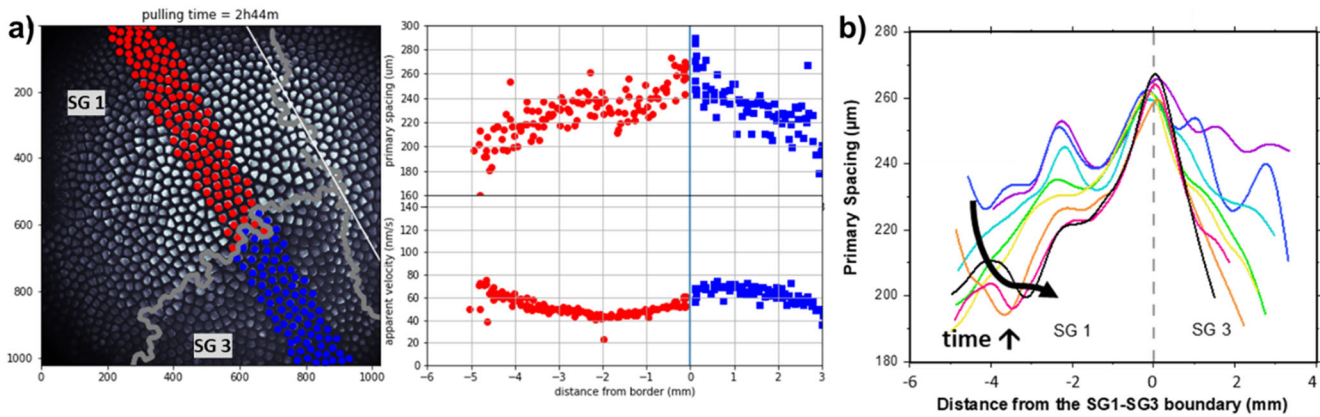 a)
pulling time = 2h44m
SG 1
SG 3
200
400
600
800
1000
0 200 400 600 800 1000
primary spacing (um)
300
280
260
240
220
200
180
160
apparent velocity (nm/s)
140
120
100
80
60
40
20
0
-6 -5 -4 -3 -2 -1 0 1 2 3
distance from border (mm)
b)
Primary Spacing (µm)
280
260
240
220
200
180
time ↑
SG 1
SG 3
-6 -4 -2 0 2 4
Distance from the SG1-SG3 boundary (mm)